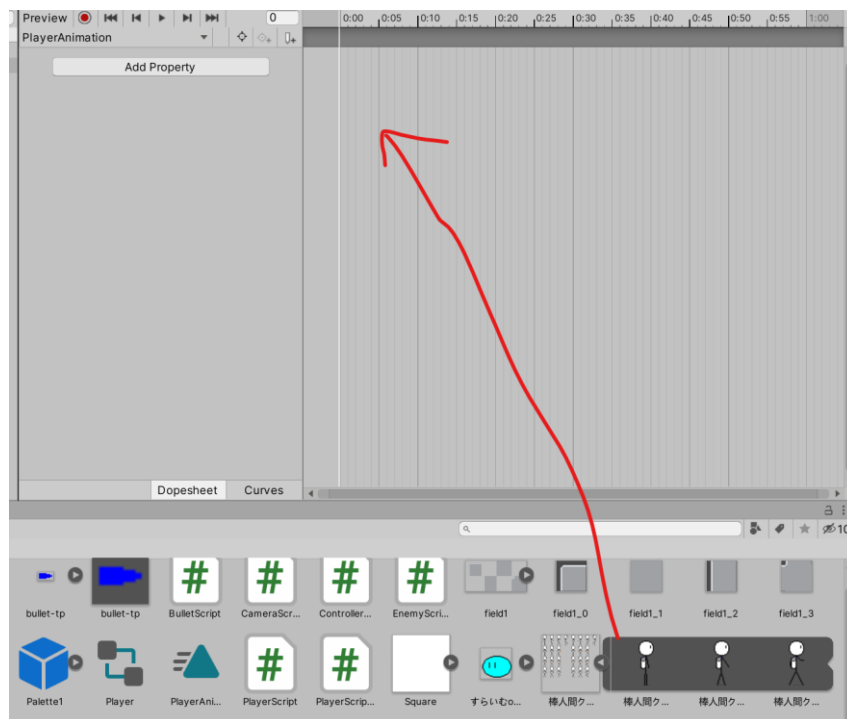 Preview 0 0:00 0:05 0:10 0:15 0:20 0:25 0:30 0:35 0:40 0:45 0:50 0:55 1:00
PlayerAnimation
Add Property
Dopesheet Curves
10
bullet-tp bullet-tp BulletScript CameraScr... Controller... EnemyScri... field1 field1_0 field1_1 field1_2 field1_3
Palette1 Player PlayerAni... PlayerScript PlayerScrip... Square すらいむo... 棒人間ク... 棒人間ク... 棒人間ク... 棒人間ク...